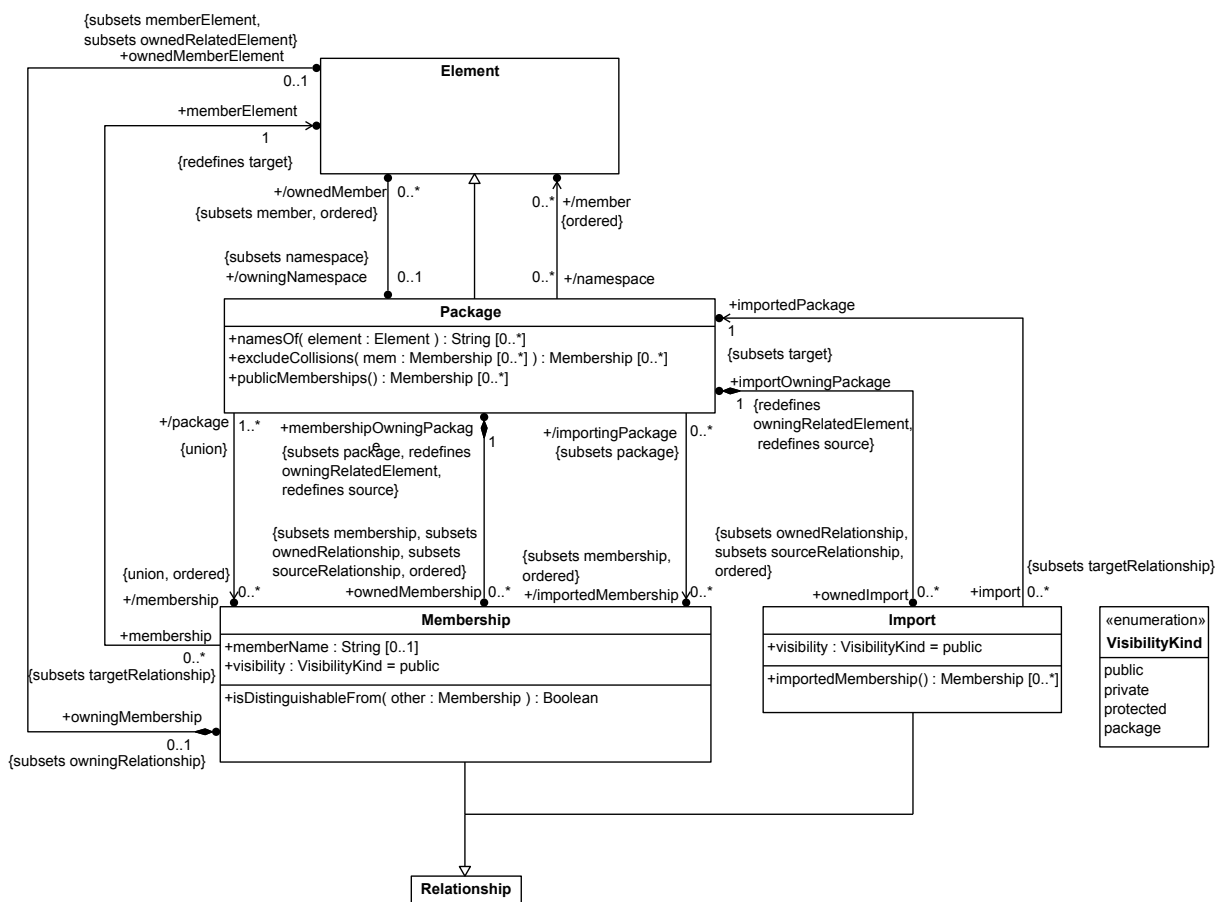 {subsets memberElement,
subsets ownedRelatedElement}
+ownedMemberElement
0..1
Element
+memberElement
1
{redefines target}
+/ownedMember
0..*
{subsets member, ordered}
0..*
+/member
{ordered}
{subsets namespace}
+/owningNamespace
0..1
0..*
+/namespace
Package
+namesOf( element : Element ) : String [0..*]
+excludeCollisions( mem : Membership [0..*] ) : Membership [0..*]
+publicMemberships() : Membership [0..*]
+importedPackage
1
{subsets target}
+importOwningPackage
1
{redefines
owningRelatedElement,
redefines source}
+/package
1..*
{union}
+membershipOwningPackag
e
1
{subsets package, redefines
owningRelatedElement,
redefines source}
+/importingPackage
0..*
{subsets package}
{union, ordered}
0..*
+/membership
{subsets membership, subsets
ownedRelationship, subsets
sourceRelationship, ordered}
+ownedMembership
0..*
{subsets membership,
ordered}
0..*
+/importedMembership
{subsets ownedRelationship,
subsets sourceRelationship,
ordered}
+ownedImport
0..*
{subsets targetRelationship}
+import
0..*
Membership
+memberName : String [0..1]
+visibility : VisibilityKind = public
+isDistinguishableFrom( other : Membership ) : Boolean
+membership
0..*
{subsets targetRelationship}
+owningMembership
0..1
{subsets owningRelationship}
Import
+visibility : VisibilityKind = public
+importedMembership() : Membership [0..*]
«enumeration»
VisibilityKind
public
private
protected
package
Relationship